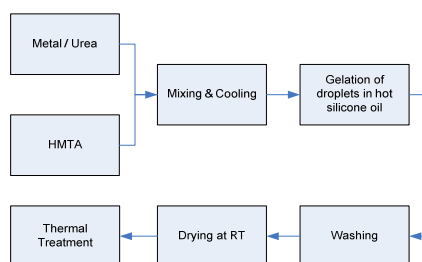 Metal / Urea
HMTA
Mixing & Cooling
Gelation of
droplets in hot
silicone oil
Washing
Drying at RT
Thermal
Treatment